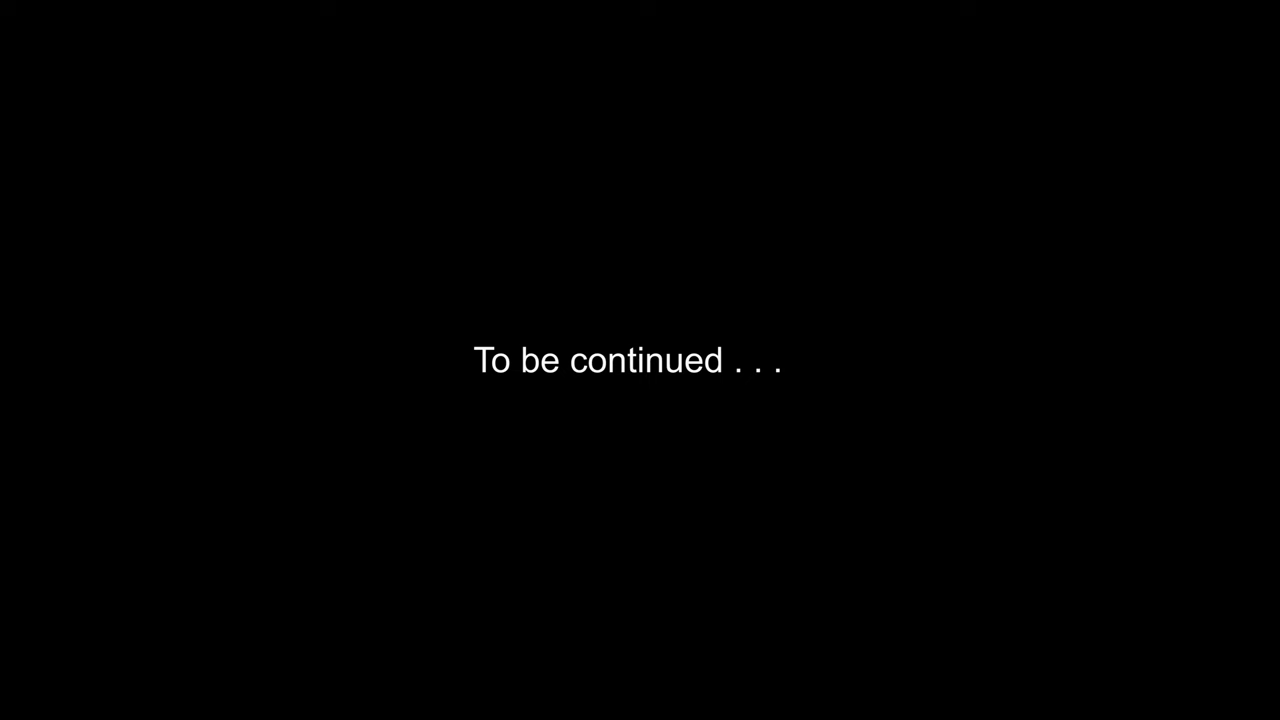 To be continued . . .